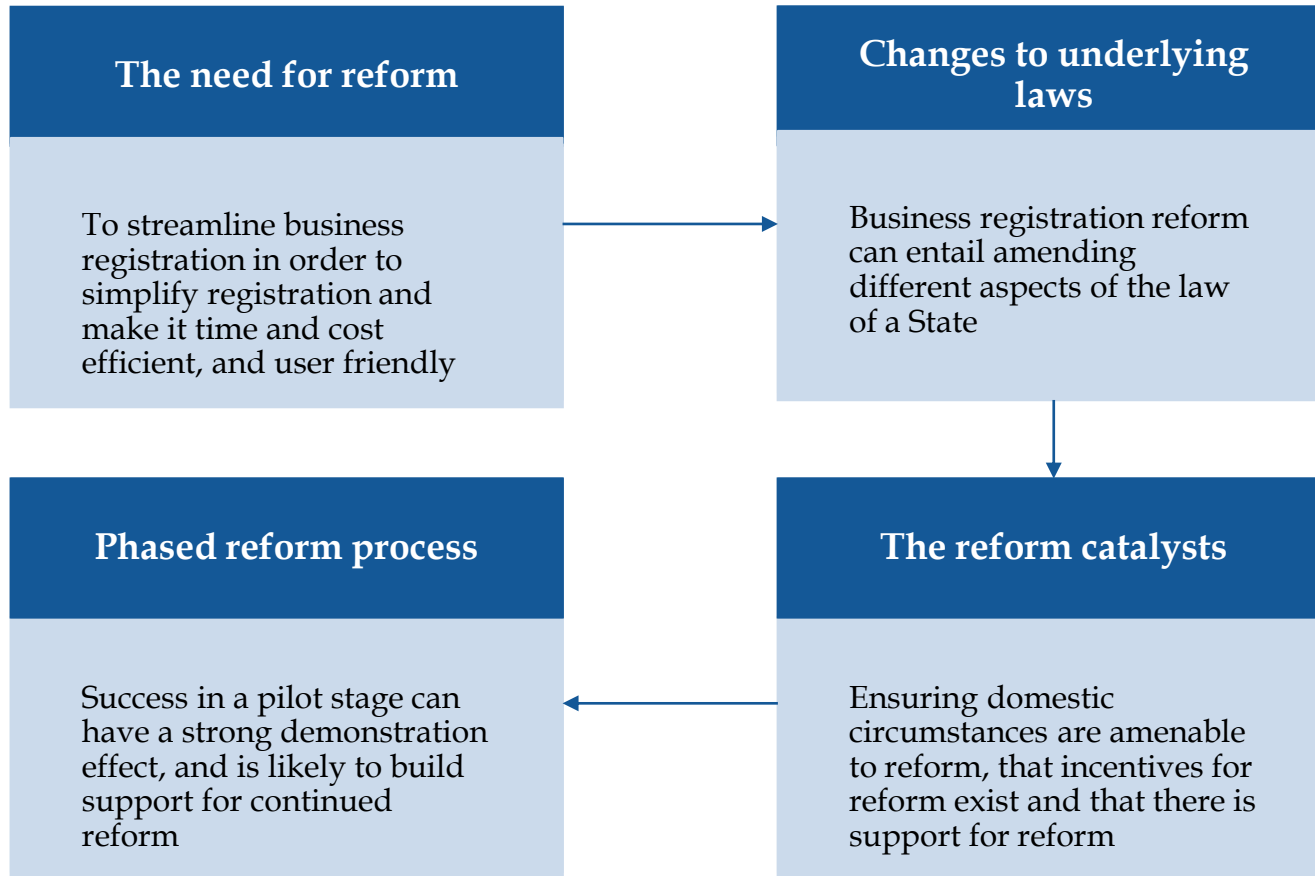 The need for reform
To streamline business
registration in order to
simplify registration and
make it time and cost
efficient, and user friendly
Changes to underlying
laws
Business registration reform
can entail amending
different aspects of the law
of a State
The reform catalysts
Ensuring domestic
circumstances are amenable
to reform, that incentives for
reform exist and that there is
support for reform
Phased reform process
Success in a pilot stage can
have a strong demonstration
effect, and is likely to build
support for continued
reform